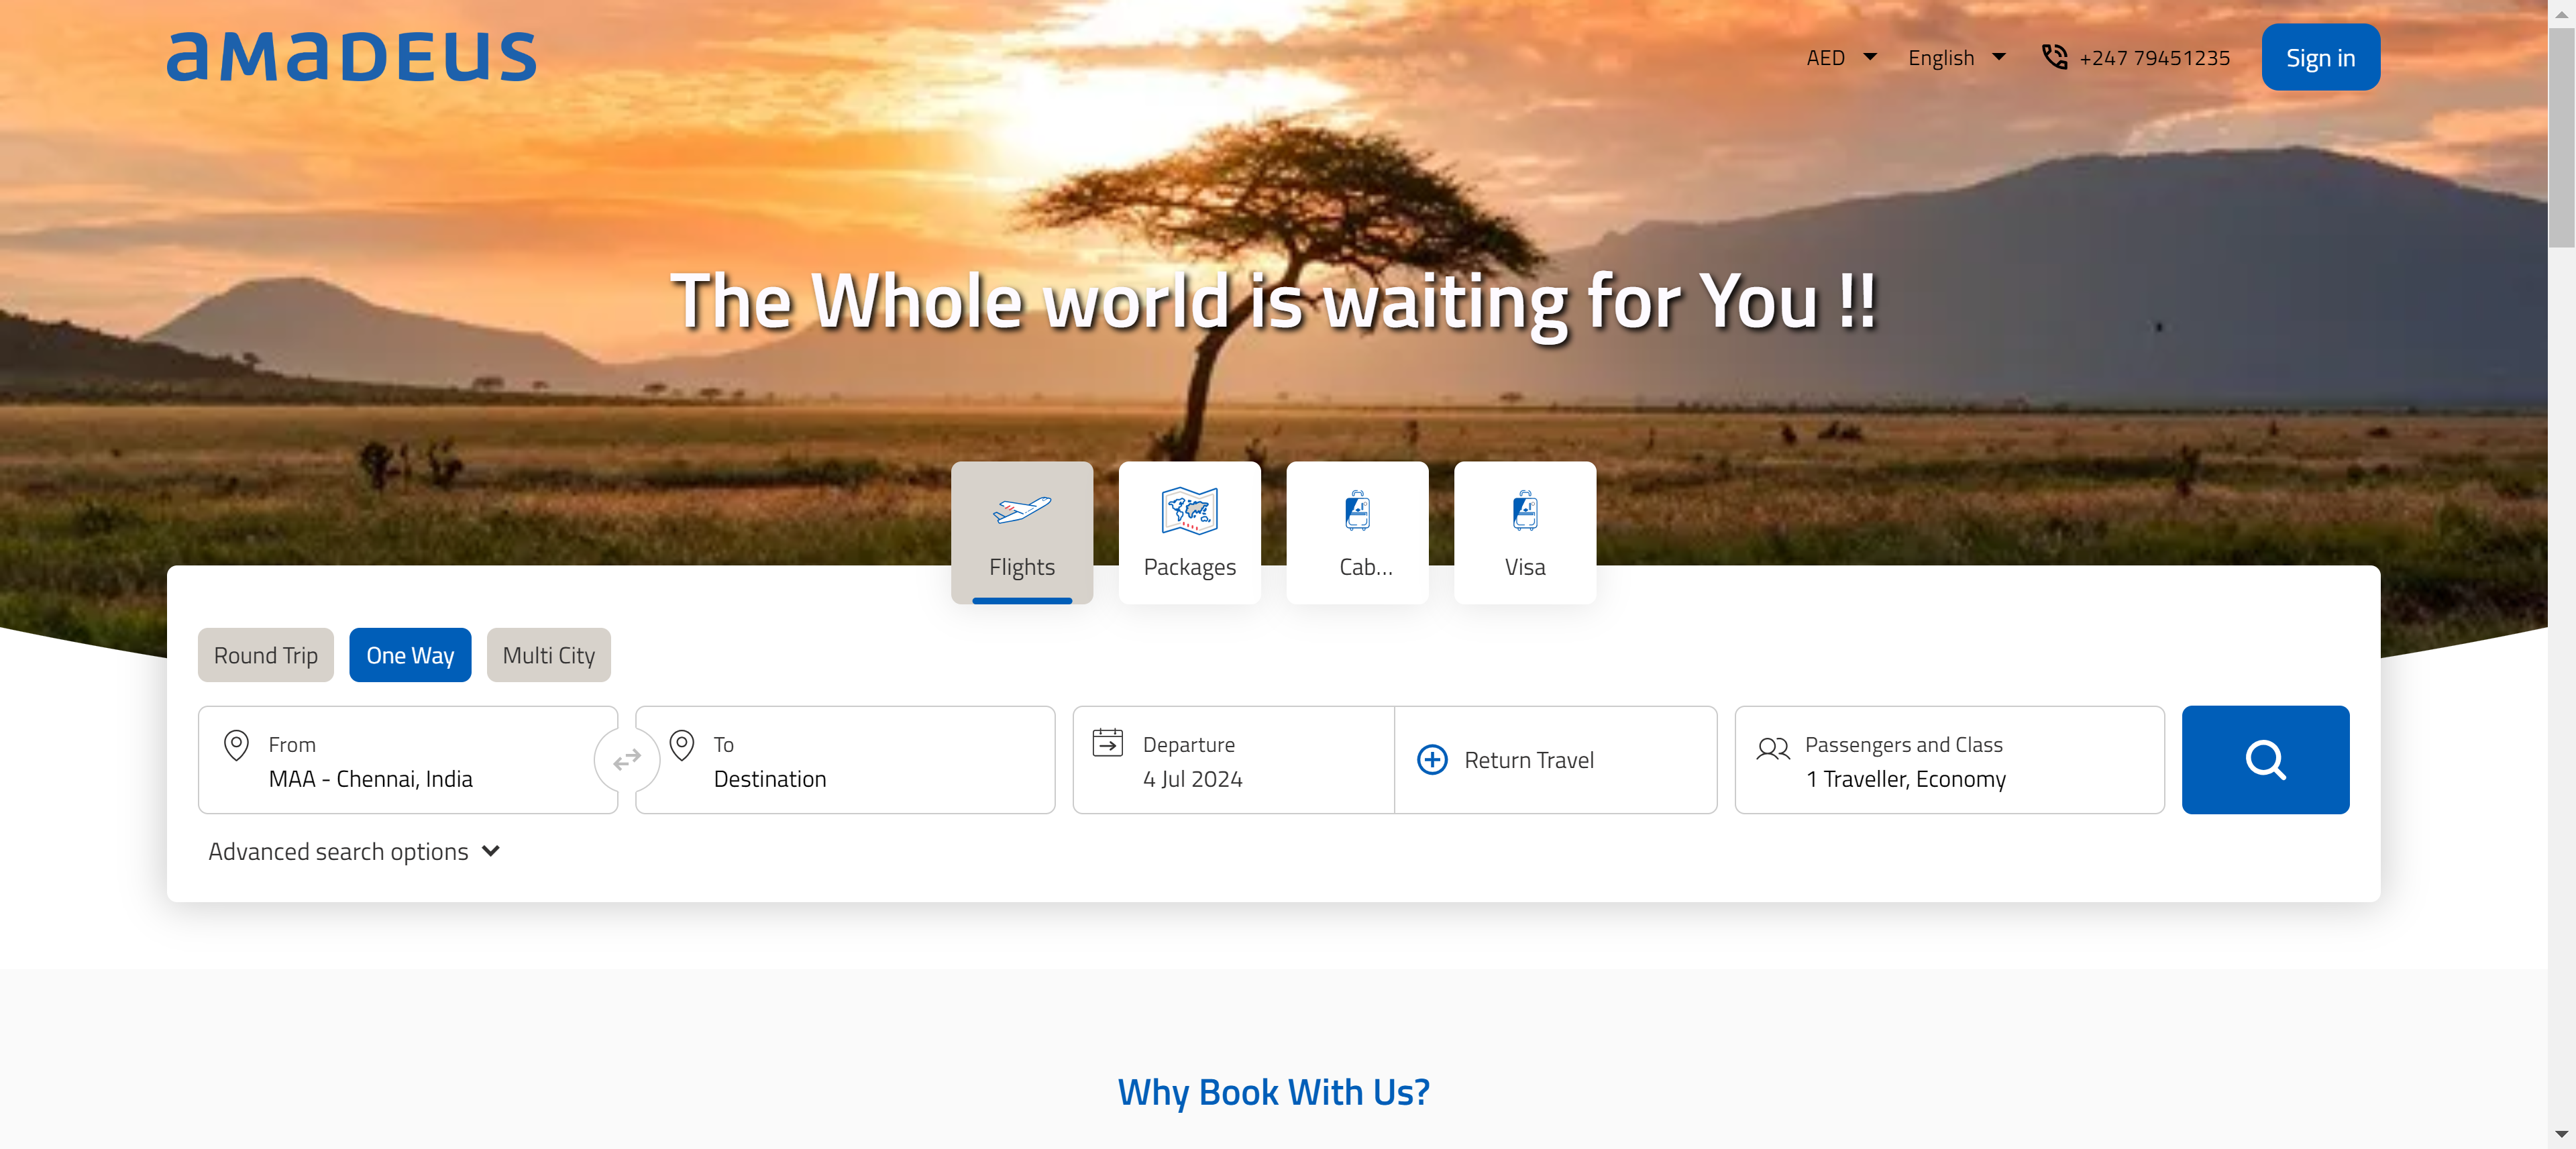 amadeus
AED
English
+247 79451235
Sign in
The Whole world is waiting for You !!
Flights
Packages
Cab...
Visa
Round Trip
One Way
Multi City
From
MAA - Chennai, India
To
Destination
Departure
4 Jul 2024
Return Travel
Passengers and Class
1 Traveller, Economy
Advanced search options
Why Book With Us?